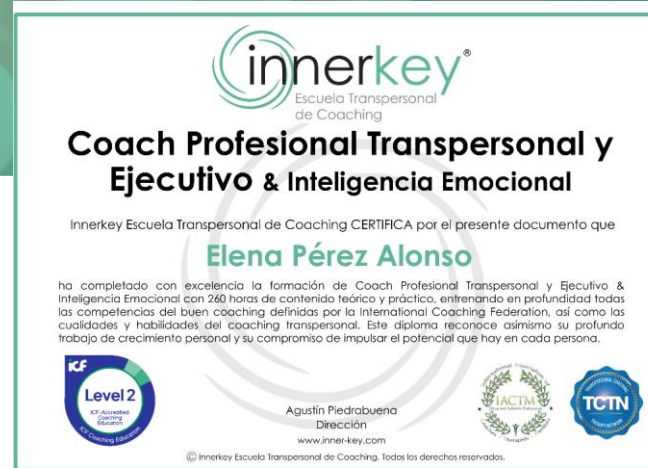 innerkey®
Escuela Transpersonal
de Coaching
Coach Profesional Transpersonal y
Ejecutivo & Inteligencia Emocional
Innerkey Escuela Transpersonal de Coaching CERTIFICA por el presente documento que
Elena Pérez Alonso
ha completado con excelencia la formación de Coach Profesional Transpersonal y Ejecutivo &
Inteligencia Emocional con 260 horas de contenido teórico y práctico, entrenando en profundidad todas
las competencias del buen coaching definidas por la International Coaching Federation, así como las
cualidades y habilidades del coaching transpersonal. Este diploma reconoce asimismo su profundo
trabajo de crecimiento personal y su compromiso de impulsar el potencial que hay en cada persona.
ICF
Level 2
ICF-Accredited
Coaching
Education
ICF Coaching Education
Agustín Piedrabuena
Dirección
www.inner-key.com
IACTM
TCTN
© Innerkey Escuela Transpersonal de Coaching. Todos los derechos reservados.